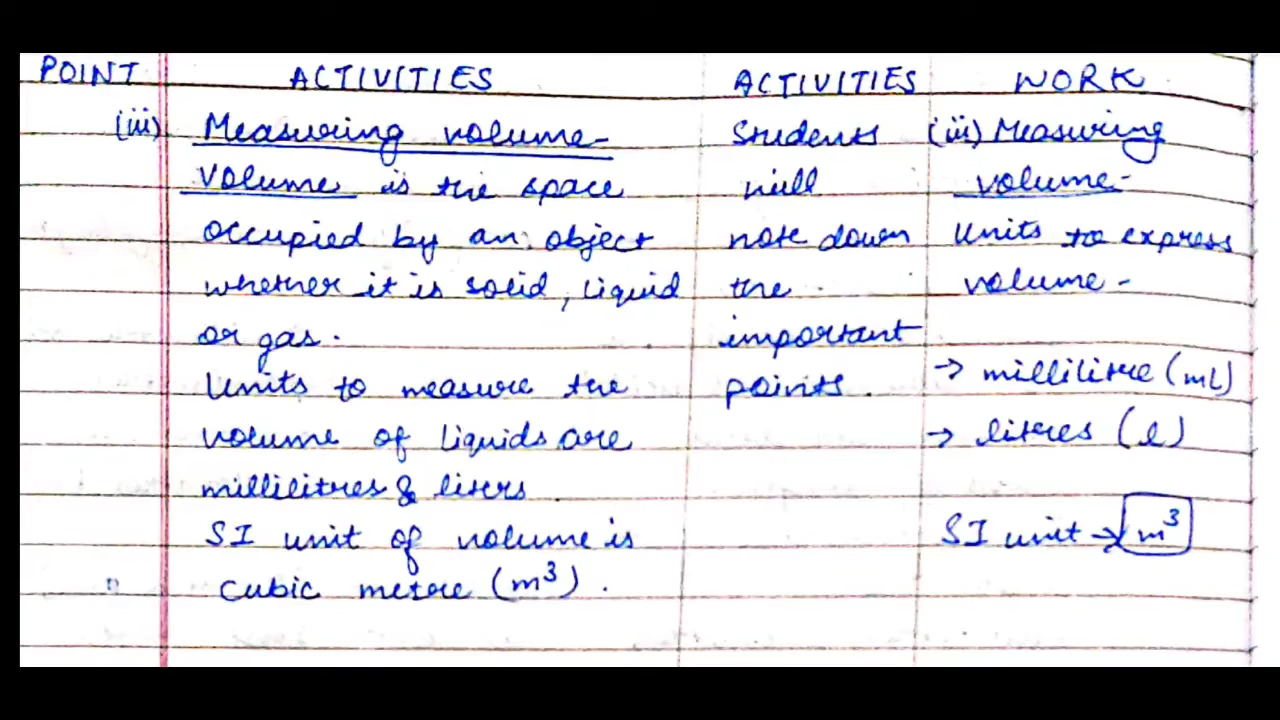 POINT ACTIVITIES ACTIVITIES WORK
(iii) Measuring volume- Students (iii) Measuring
volume is the space will volume-
occupied by an object note down Units to express
whether it is solid, liquid the volume-
or gas. important
Units to measure the points. → millilitre (mL)
volume of liquids are → litres (l)
millilitres & liters
SI unit of volume is SI unit → m³
cubic metre (m³).